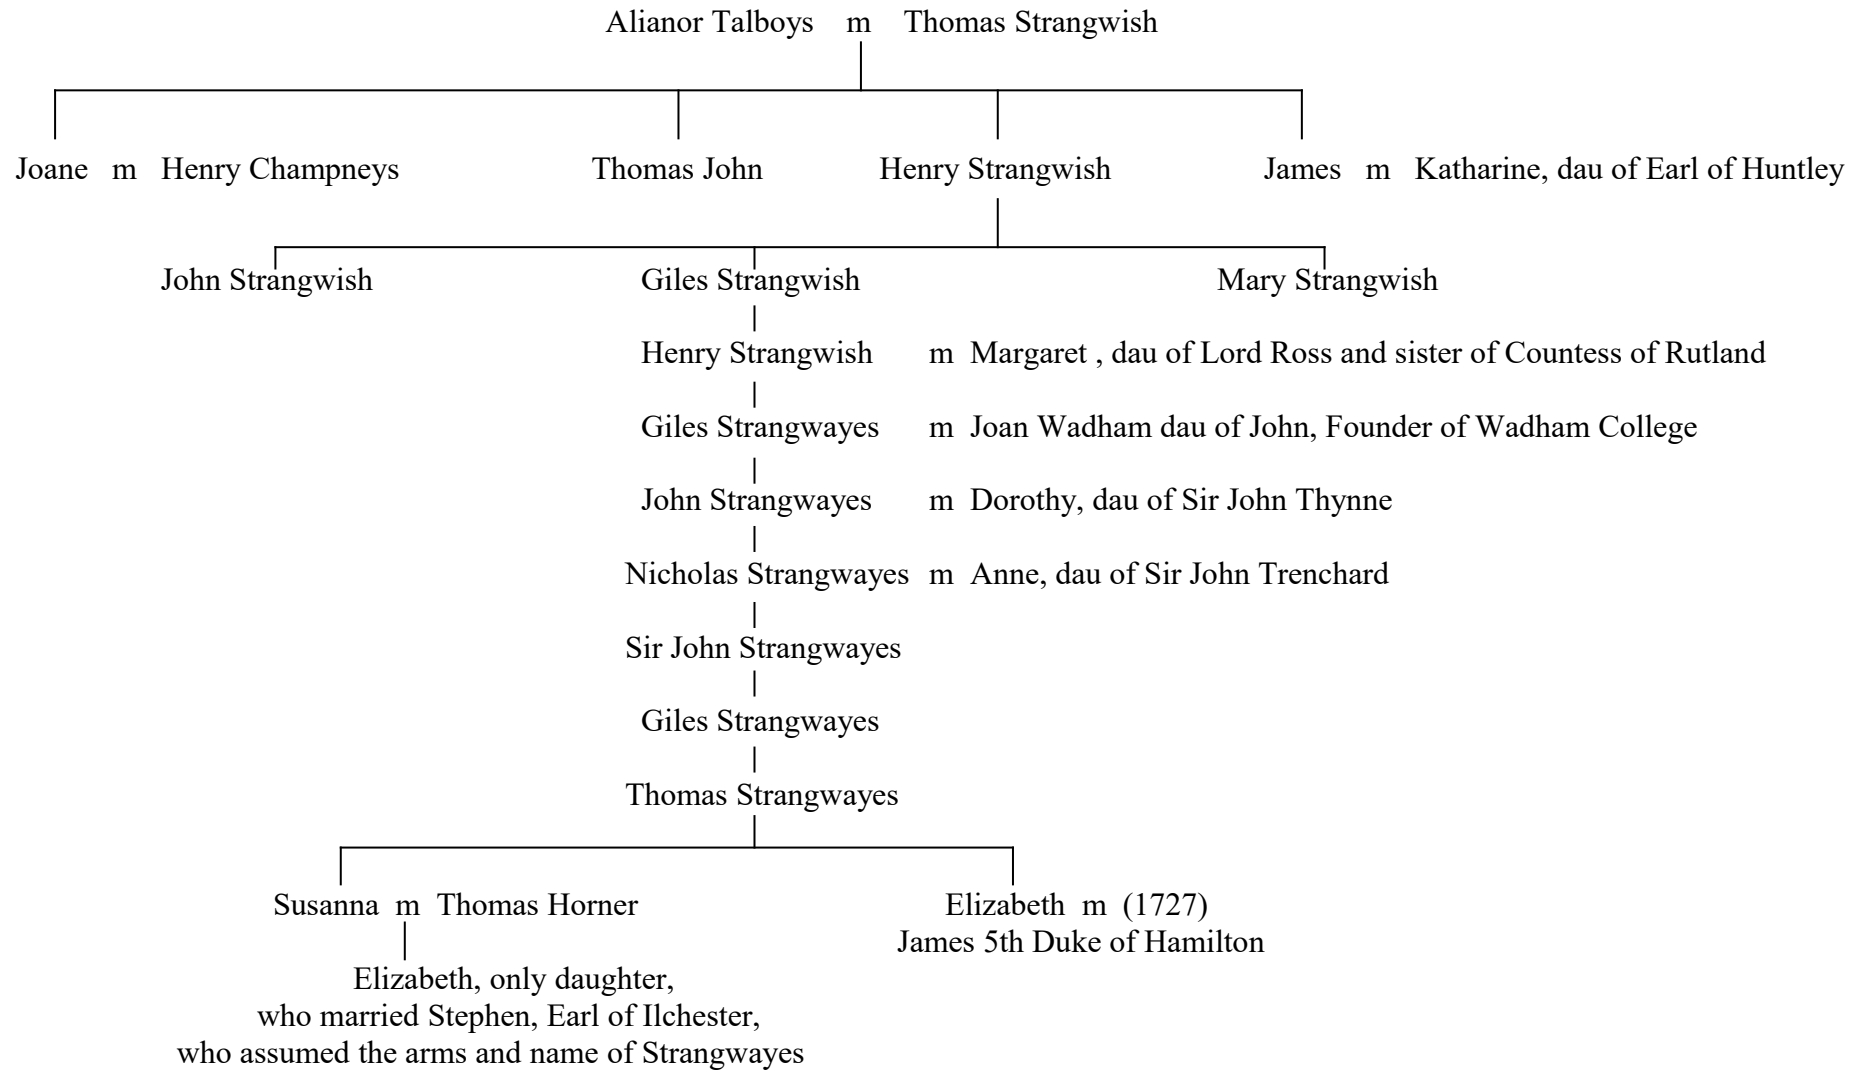 Alianor Talboys m Thomas Strangwish
Joane m Henry Champneys Thomas John Henry Strangwish James m Katharine, dau of Earl of Huntley
John Strangwish Giles Strangwish Mary Strangwish
Henry Strangwish m Margaret , dau of Lord Ross and sister of Countess of Rutland
Giles Strangwayes m Joan Wadham dau of John, Founder of Wadham College
John Strangwayes m Dorothy, dau of Sir John Thynne
Nicholas Strangwayes m Anne, dau of Sir John Trenchard
Sir John Strangwayes
Giles Strangwayes
Thomas Strangwayes
Susanna m Thomas Horner Elizabeth m (1727)
James 5th Duke of Hamilton
Elizabeth, only daughter,
who married Stephen, Earl of Ilchester,
who assumed the arms and name of Strangwayes